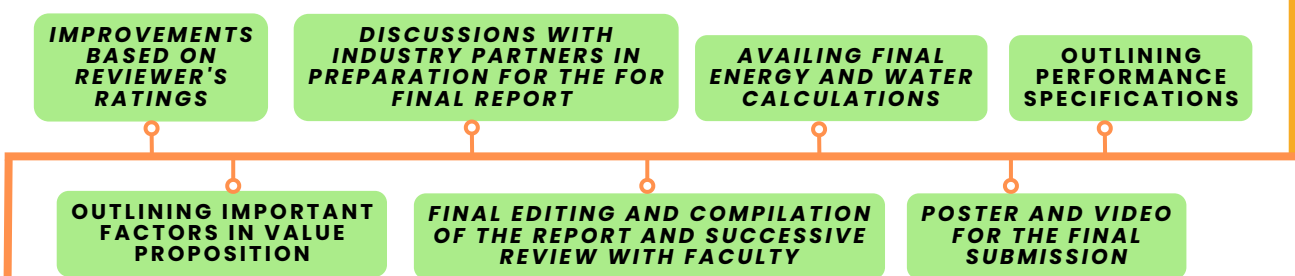 IMPROVEMENTS
BASED ON
REVIEWER'S
RATINGS
DISCUSSIONS WITH
INDUSTRY PARTNERS IN
PREPARATION FOR THE FOR
FINAL REPORT
AVAILING FINAL
ENERGY AND WATER
CALCULATIONS
OUTLINING
PERFORMANCE
SPECIFICATIONS
OUTLINING IMPORTANT
FACTORS IN VALUE
PROPOSITION
FINAL EDITING AND COMPILATION
OF THE REPORT AND SUCCESSIVE
REVIEW WITH FACULTY
POSTER AND VIDEO
FOR THE FINAL
SUBMISSION